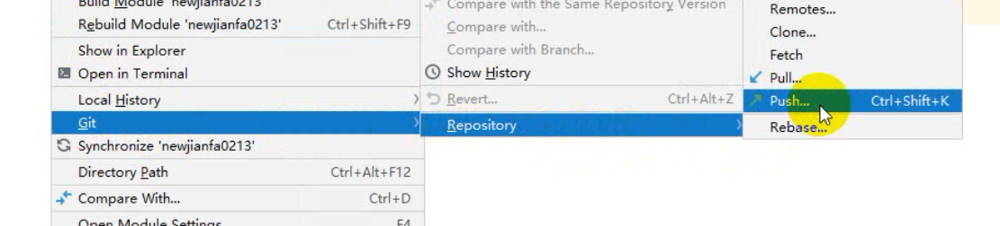 Build Module 'newjianfa0213'
Rebuild Module 'newjianfa0213' Ctrl+Shift+F9
Show in Explorer
Open in Terminal
Local History
Git
Synchronize 'newjianfa0213'
Directory Path Ctrl+Alt+F12
Compare With... Ctrl+D
Open Module Settings F4
Compare with the Same Repository Version
Compare with...
Compare with Branch...
Show History
Revert... Ctrl+Alt+Z
Repository
Remotes...
Clone...
Fetch
Pull...
Push... Ctrl+Shift+K
Rebase...